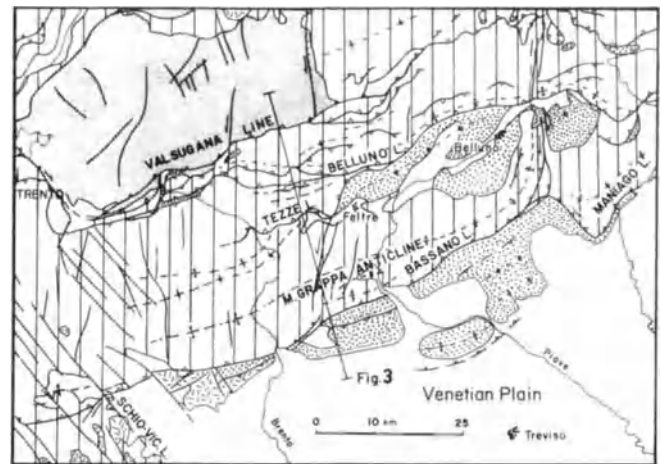 VALSUGANA LINE
BELLUNO L.
Belluno
TRENTO
TEZZE
Feltre
MANIAGO L.
M. GRAPPA ANTICLINE
BASSANO L.
Fig. 3
Venetian Plain
Piave
SCHIO-VIC. L.
Brenta
0 10 km 25
Treviso